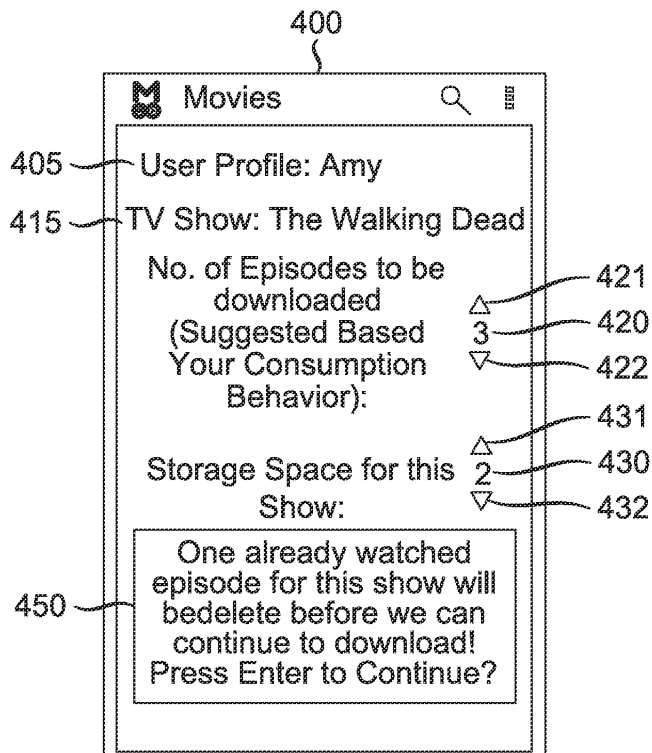 400
Movies
405 User Profile: Amy
415 TV Show: The Walking Dead
No. of Episodes to be
downloaded
(Suggested Based
Your Consumption
Behavior):
421
3 420
422
431
Storage Space for this
Show:
2 430
432
450
One already watched
episode for this show will
bedelete before we can
continue to download!
Press Enter to Continue?